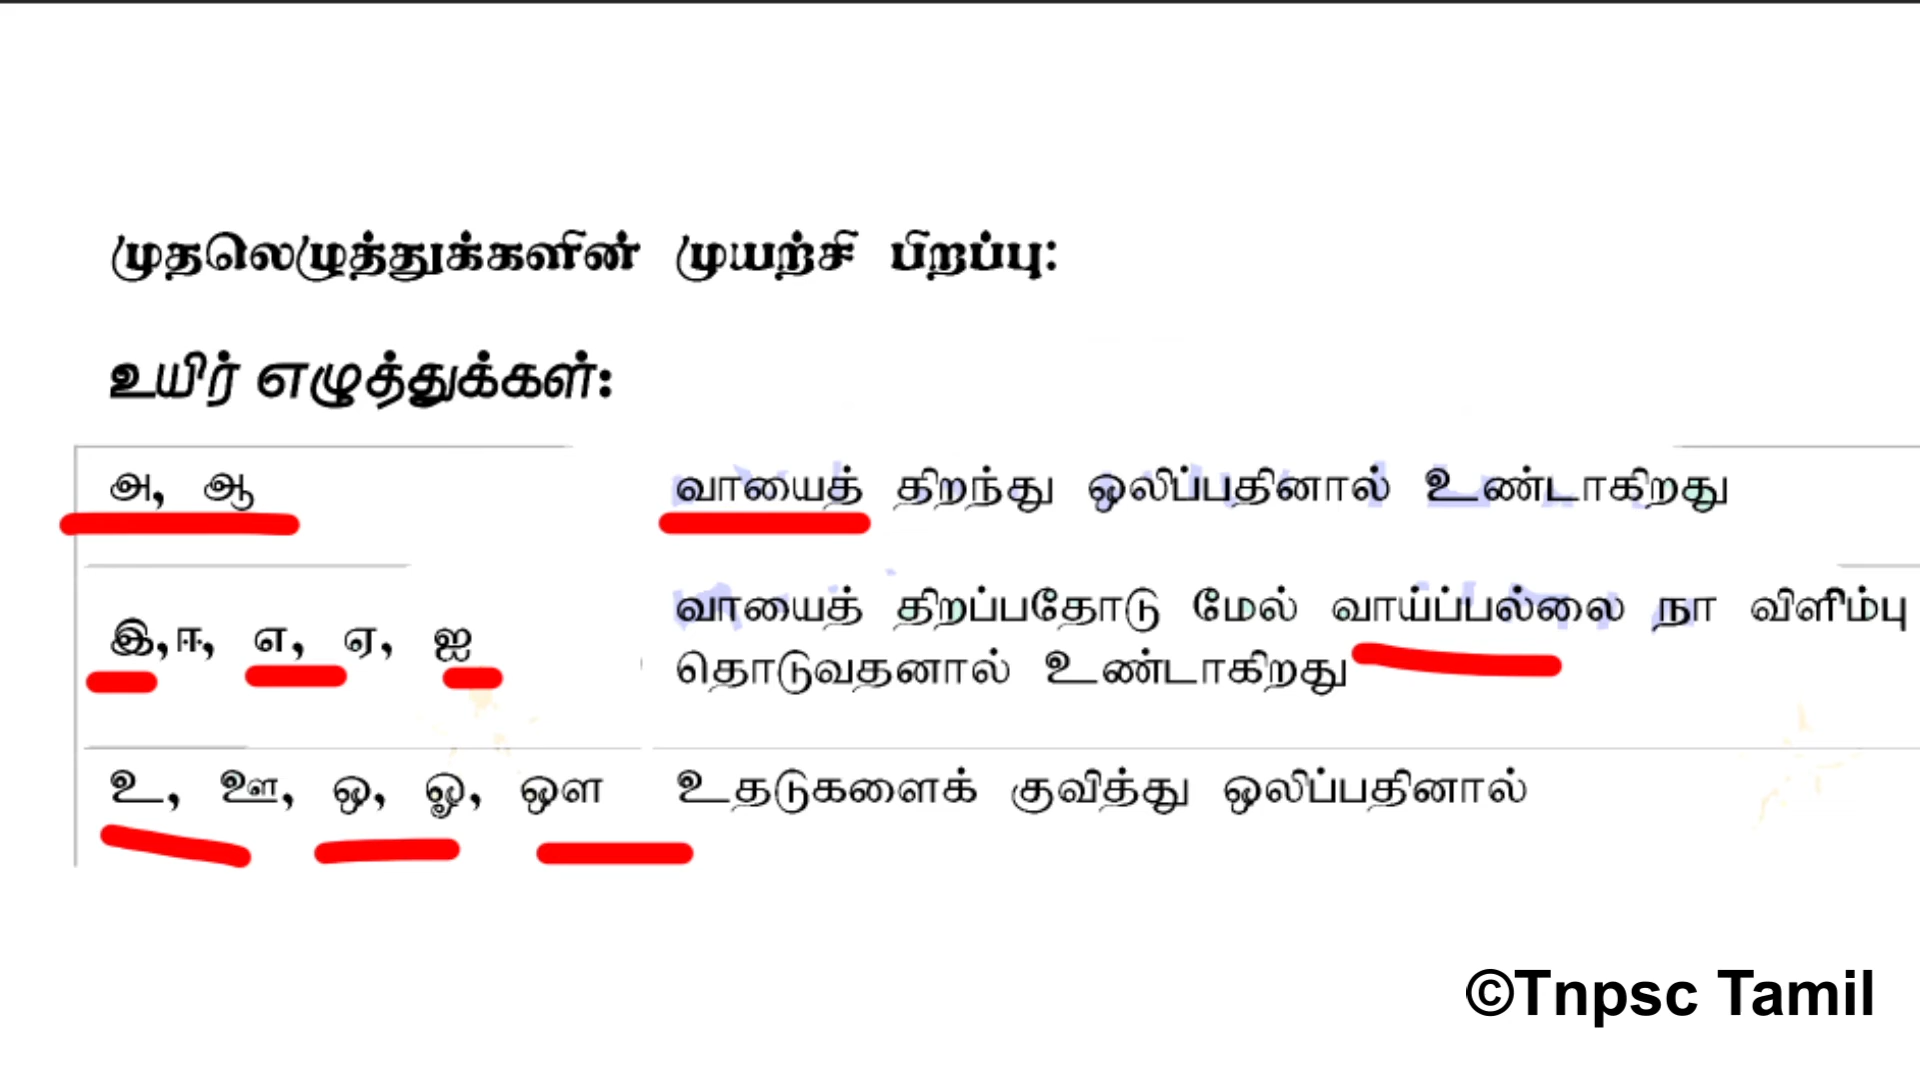 முதலெழுத்துக்களின் முயற்சி பிறப்பு:
உயிர் எழுத்துக்கள்:
அ, ஆ வாயைத் திறந்து ஒலிப்பதினால் உண்டாகிறது
இ,ஈ, எ, ஏ, ஐ வாயைத் திறப்பதோடு மேல் வாய்ப்பல்லை நா விளிம்பு
தொடுவதனால் உண்டாகிறது
உ, ஊ, ஒ, ஓ, ஔ உதடுகளைக் குவித்து ஒலிப்பதினால்
©Tnpsc Tamil